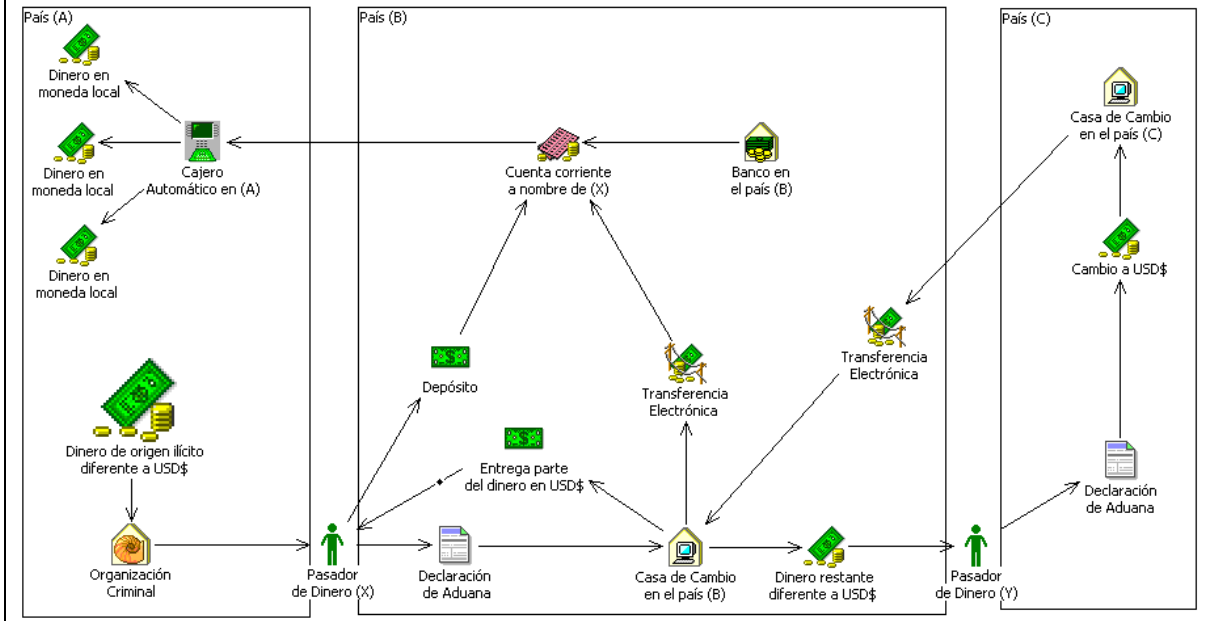 País (A)
Dinero en
moneda local
Dinero en
moneda local
Cajero
Automático en (A)
Dinero en
moneda local
Dinero de origen ilícito
diferente a USD$
Organización
Criminal
Pasador
de Dinero (X)
País (B)
Cuenta corriente
a nombre de (X)
Banco en
el país (B)
Depósito
Transferencia
Electrónica
Transferencia
Electrónica
Entrega parte
del dinero en USD$
Declaración
de Aduana
Casa de Cambio
en el país (B)
Dinero restante
diferente a USD$
Pasador
de Dinero (Y)
País (C)
Casa de Cambio
en el país (C)
Cambio a USD$
Declaración
de Aduana